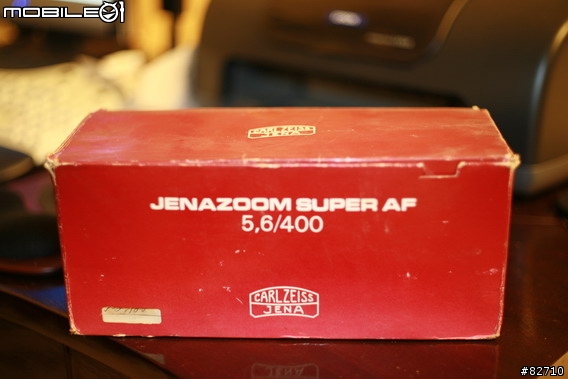 MOBILE01
CARL ZEISS
JENA
JENAZOOM SUPER AF
5,6/400
CARL ZEISS
JENA
#82710